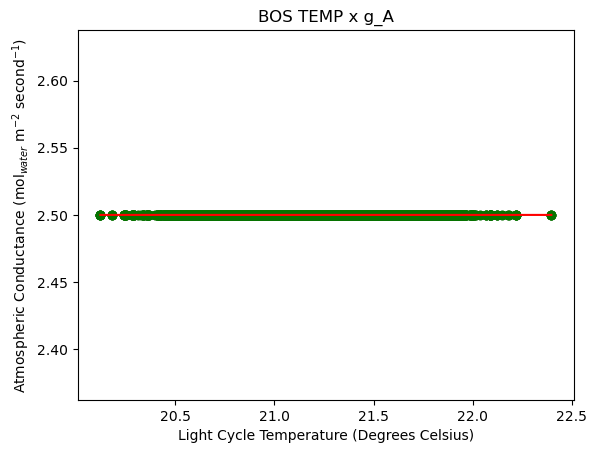 BOS TEMP x g_A
Atmospheric Conductance (mol_water m⁻² second⁻¹)
2.60
2.55
2.50
2.45
2.40
20.5 21.0 21.5 22.0 22.5
Light Cycle Temperature (Degrees Celsius)